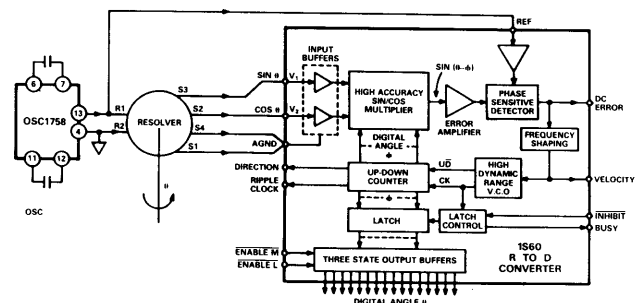 REF
INPUT
BUFFERS
SIN (θ-ϕ)
6
7
OSC1758
13
4
11
12
OSC
R1
R2
RESOLVER
θ
S3
S2
S4
S1
SIN θ
COS θ
AGND
V1
V2
HIGH ACCURACY
SIN/COS
MULTIPLIER
ERROR
AMPLIFIER
PHASE
SENSITIVE
DETECTOR
DC
ERROR
FREQUENCY
SHAPING
DIGITAL
ANGLE
ϕ
DIRECTION
RIPPLE
CLOCK
UP-DOWN
COUNTER
UD
CK
HIGH
DYNAMIC
RANGE
V.C.O
VELOCITY
ϕ
LATCH
LATCH
CONTROL
INHIBIT
BUSY
ENABLE M
ENABLE L
THREE STATE OUTPUT BUFFERS
1S60
R TO D
CONVERTER
DIGITAL ANGLE θ